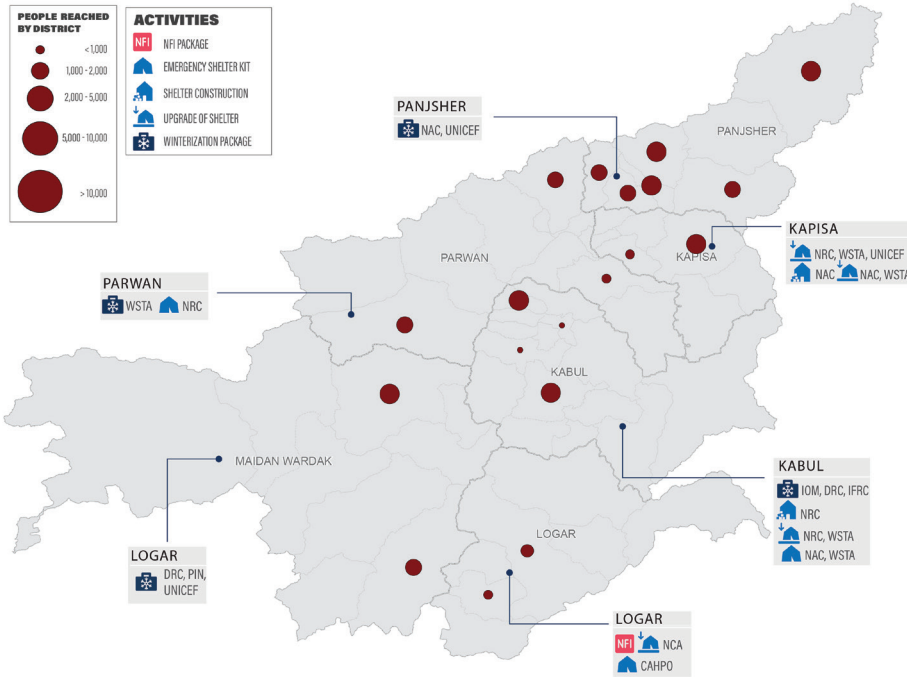 PEOPLE REACHED
BY DISTRICT
< 1,000
1,000 - 2,000
2,000 - 5,000
5,000 - 10,000
> 10,000
ACTIVITIES
NFI NFI PACKAGE
EMERGENCY SHELTER KIT
SHELTER CONSTRUCTION
UPGRADE OF SHELTER
WINTERIZATION PACKAGE
PANJSHER
NAC, UNICEF
PANJSHER
KAPISA
NRC, WSTA, UNICEF
NAC NAC, WSTA
KAPISA
PARWAN
PARWAN
WSTA NRC
KABUL
MAIDAN WARDAK
KABUL
IOM, DRC, IFRC
NRC
NRC, WSTA
NAC, WSTA
LOGAR
LOGAR
DRC, PIN,
UNICEF
LOGAR
NFI NCA
CAHPO